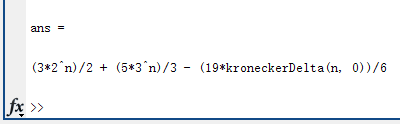 ans =
(3*2^n)/2 + (5*3^n)/3 - (19*kroneckerDelta(n, 0))/6
fx >>